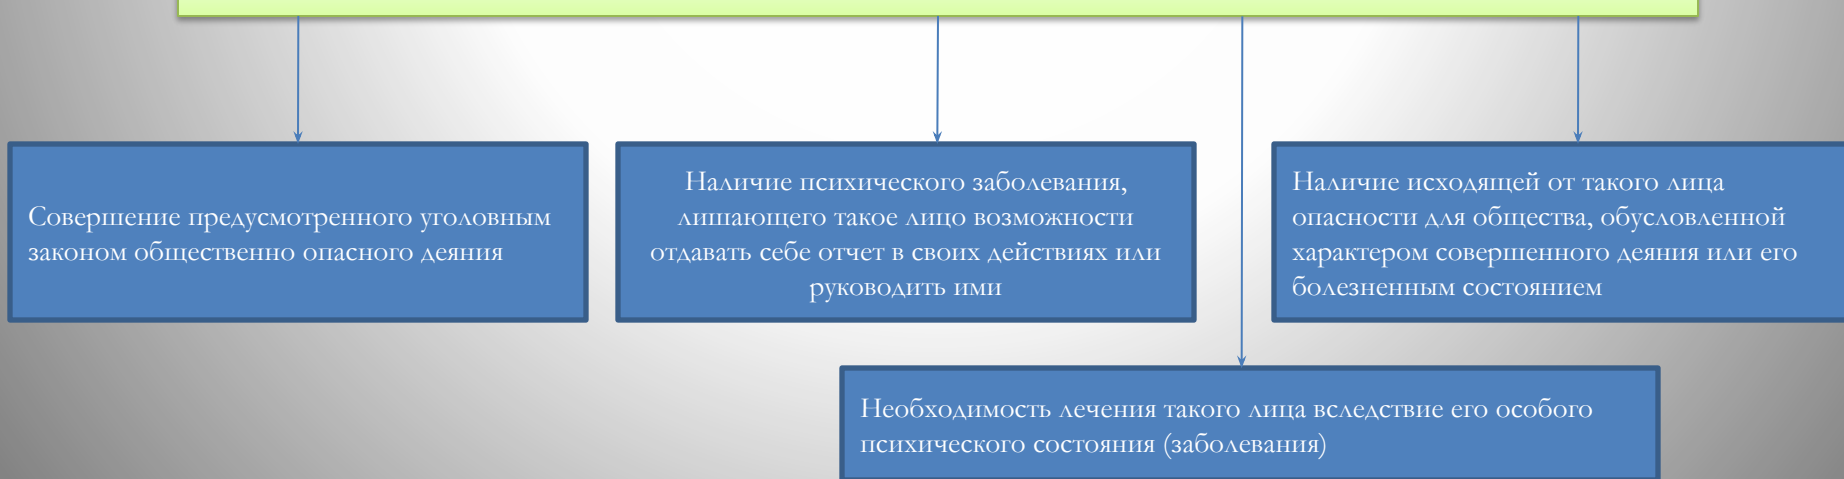 Совершение предусмотренного уголовным
законом общественно опасного деяния
Наличие психического заболевания,
лишающего такое лицо возможности
отдавать себе отчет в своих действиях или
руководить ими
Наличие исходящей от такого лица
опасности для общества, обусловленной
характером совершенного деяния или его
болезненным состоянием
Необходимость лечения такого лица вследствие его особого
психического состояния (заболевания)